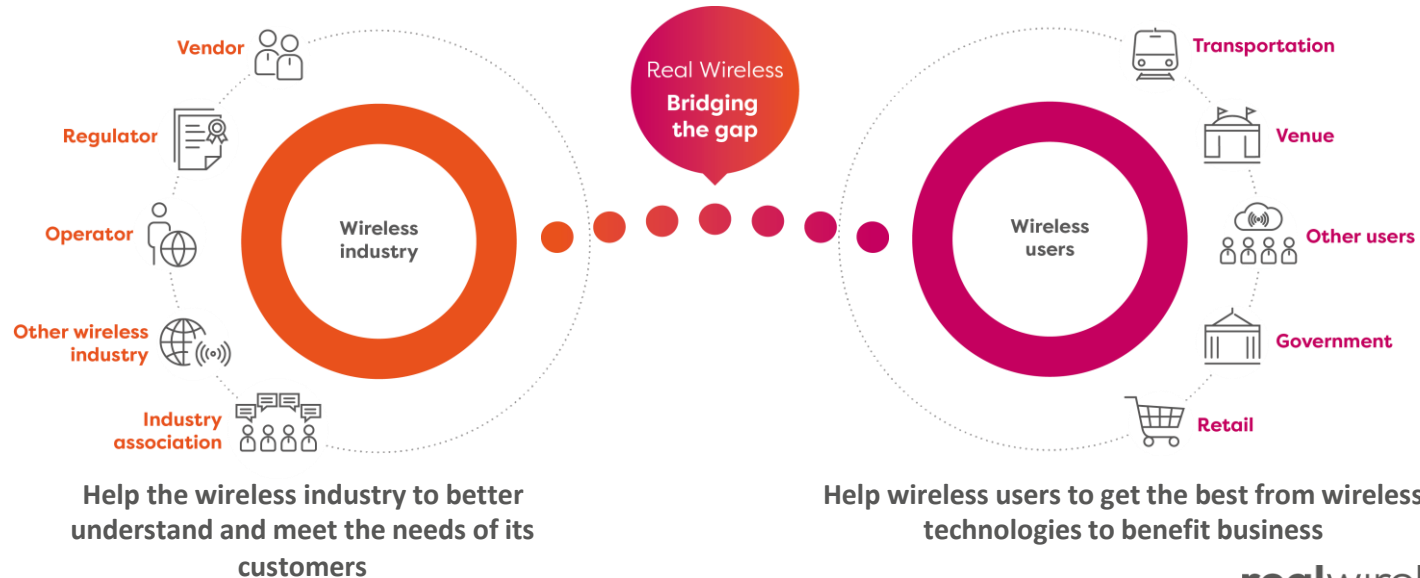 Vendor
Regulator
Operator
Other wireless
industry
Industry
association
Wireless
industry
Real Wireless
Bridging
the gap
Wireless
users
Transportation
Venue
Other users
Government
Retail
Help the wireless industry to better
understand and meet the needs of its
customers
Help wireless users to get the best from wireless
technologies to benefit business